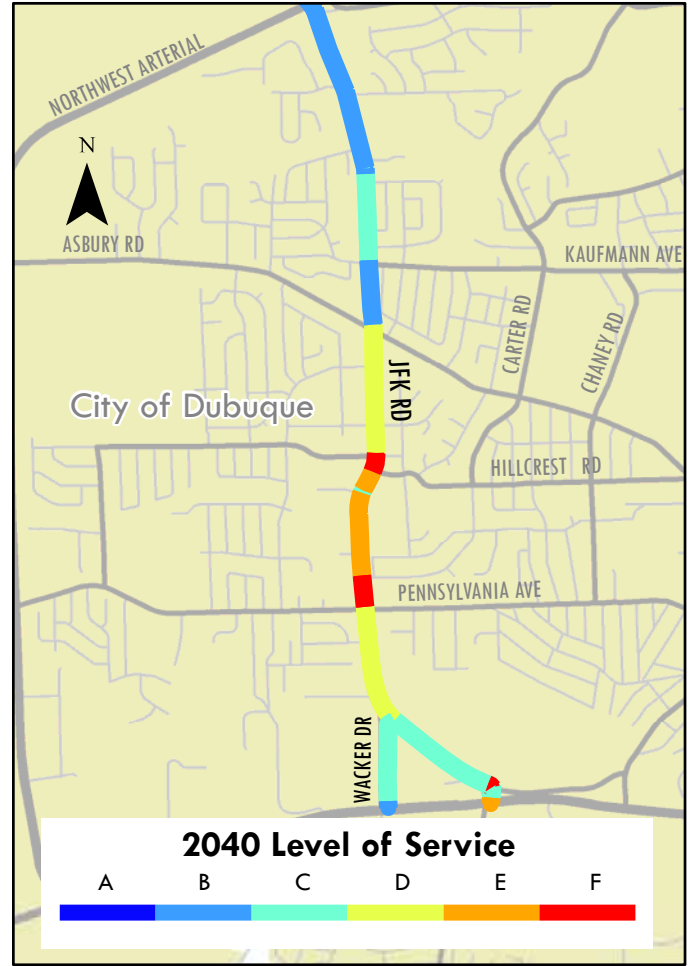 NORTHWEST ARTERIAL
N
ASBURY RD
KAUFMANN AVE
CARTER RD
CHANEY RD
JFK RD
City of Dubuque
HILLCREST RD
PENNSYLVANIA AVE
WACKER DR
2040 Level of Service
A B C D E F